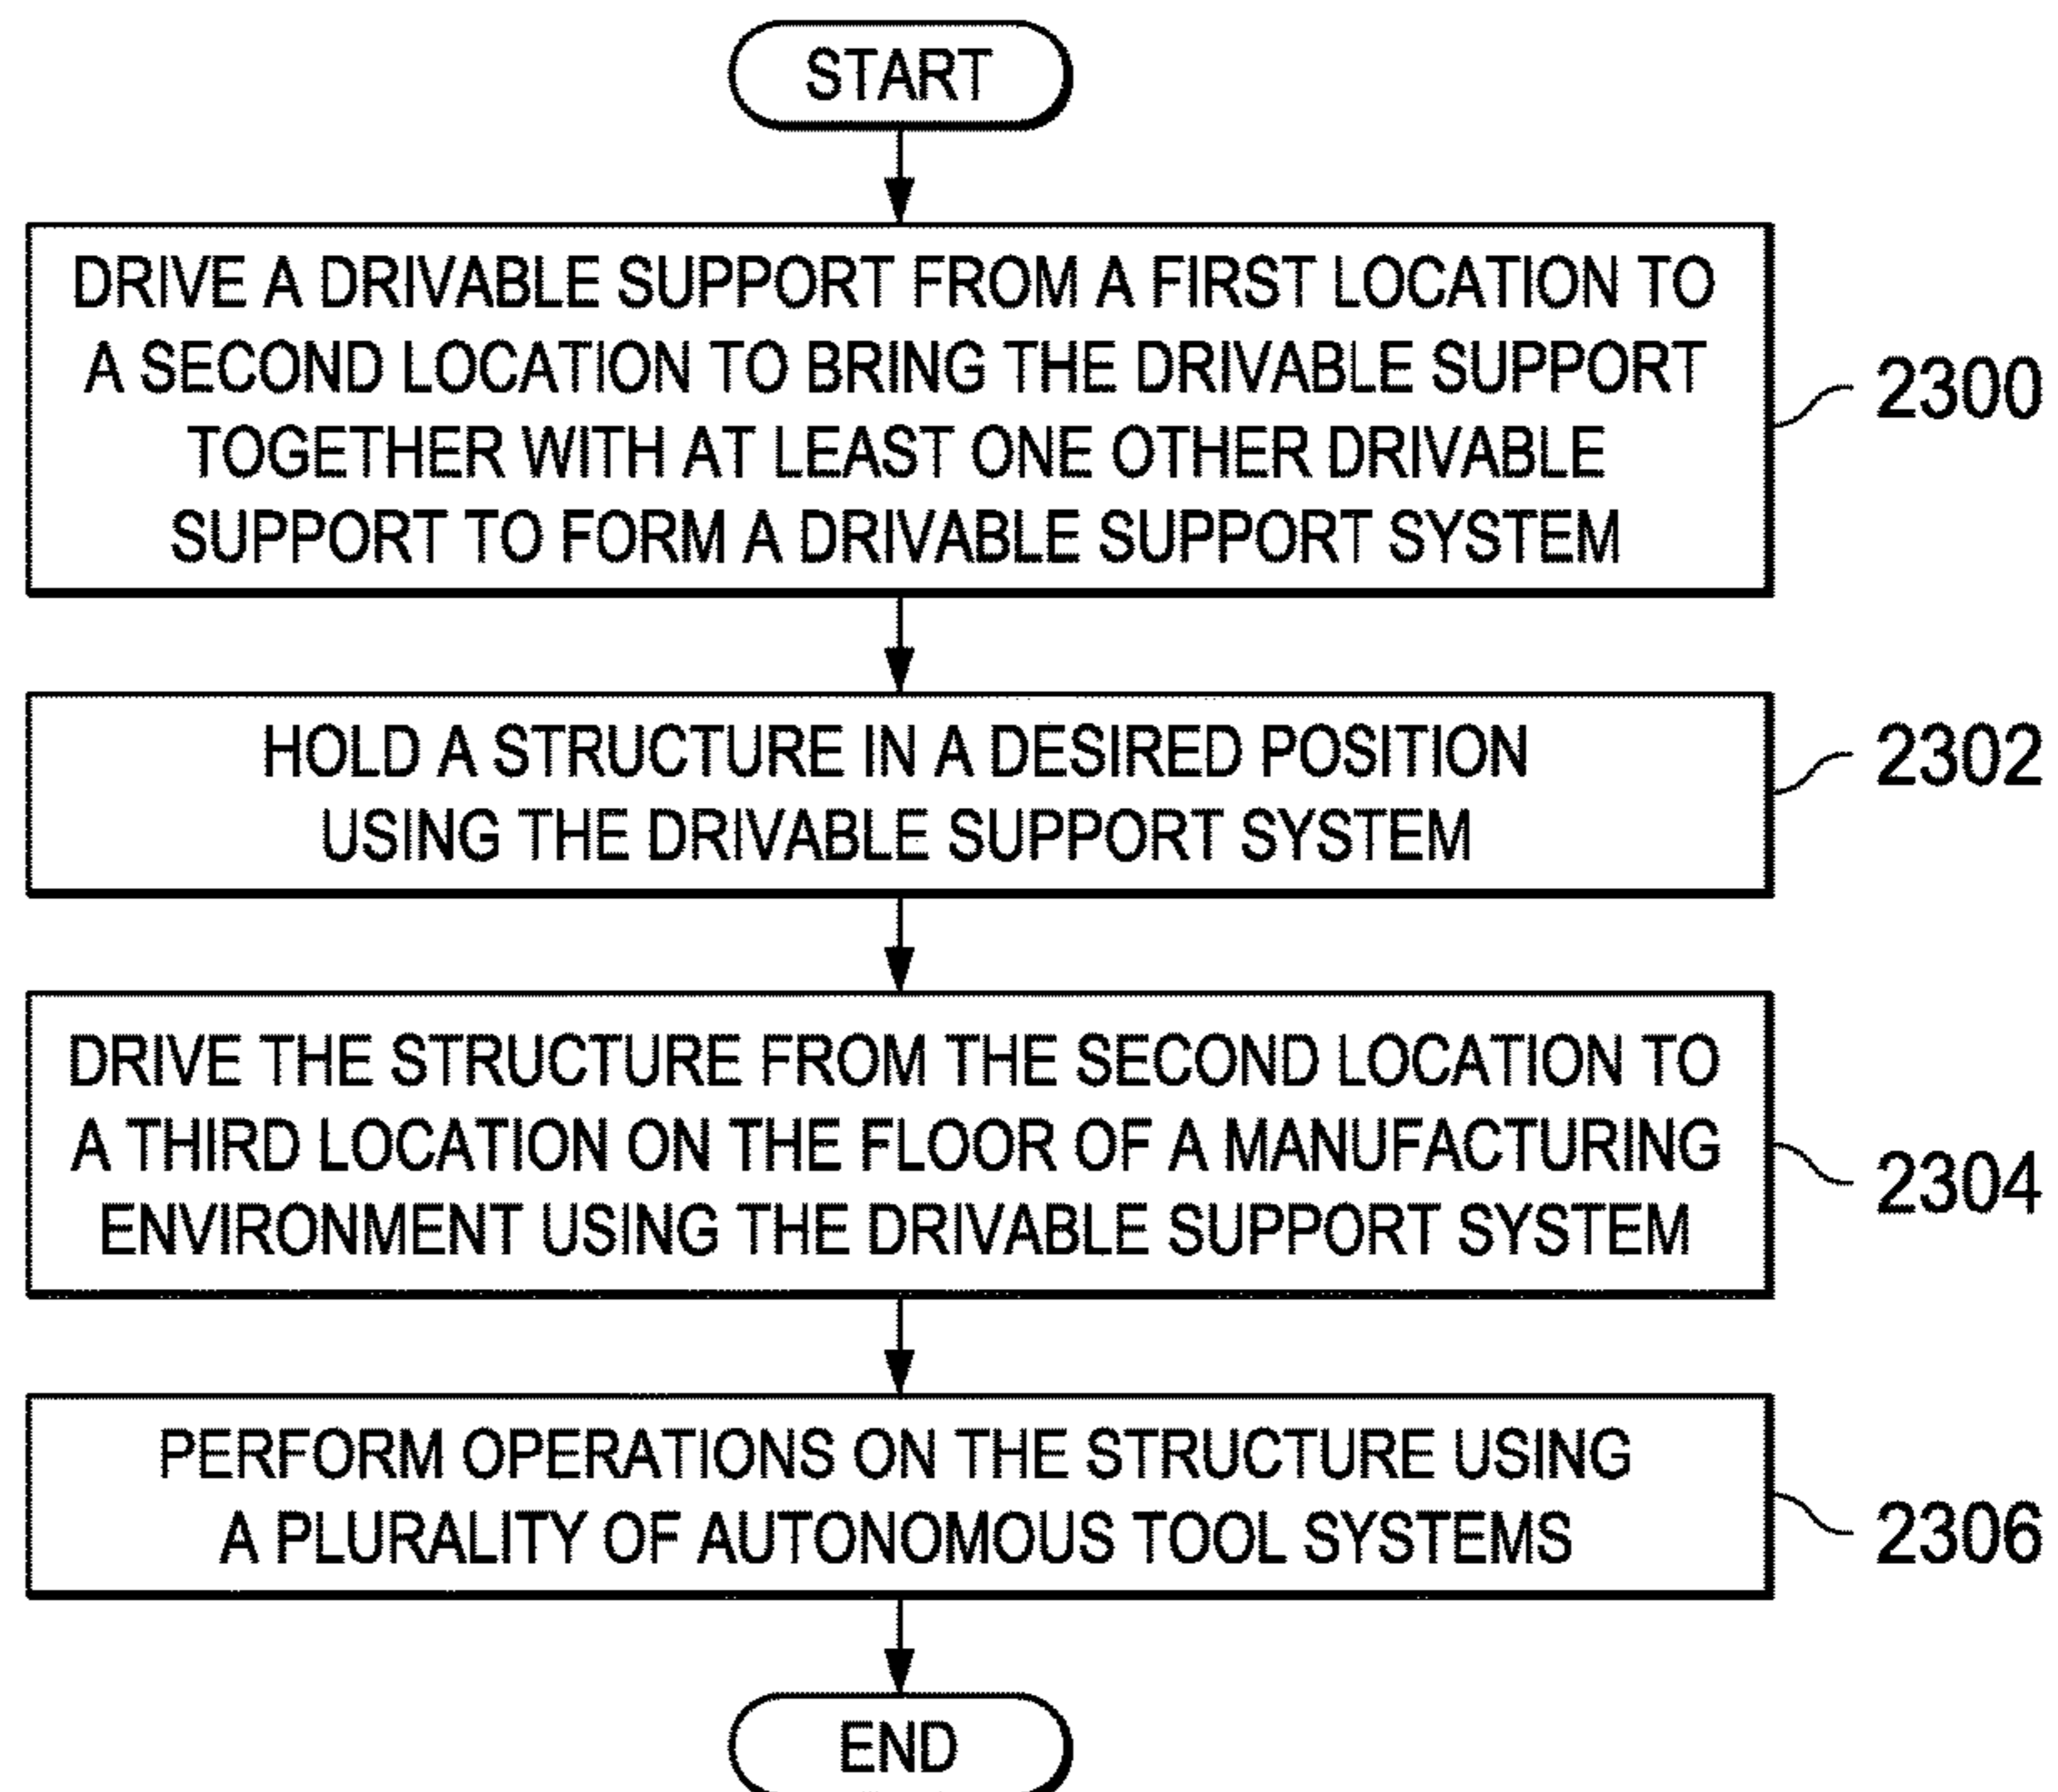 START
DRIVE A DRIVABLE SUPPORT FROM A FIRST LOCATION TO
A SECOND LOCATION TO BRING THE DRIVABLE SUPPORT
TOGETHER WITH AT LEAST ONE OTHER DRIVABLE
SUPPORT TO FORM A DRIVABLE SUPPORT SYSTEM
2300
HOLD A STRUCTURE IN A DESIRED POSITION
USING THE DRIVABLE SUPPORT SYSTEM
2302
DRIVE THE STRUCTURE FROM THE SECOND LOCATION TO
A THIRD LOCATION ON THE FLOOR OF A MANUFACTURING
ENVIRONMENT USING THE DRIVABLE SUPPORT SYSTEM
2304
PERFORM OPERATIONS ON THE STRUCTURE USING
A PLURALITY OF AUTONOMOUS TOOL SYSTEMS
2306
END